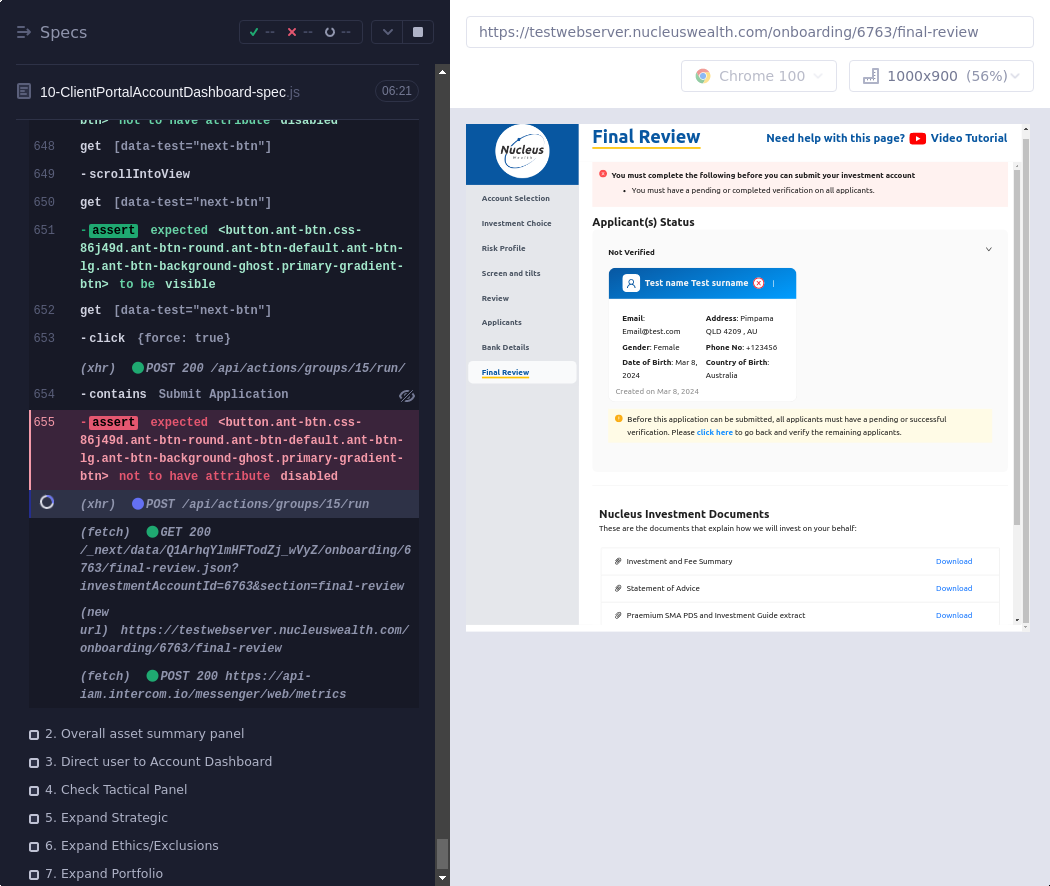 Specs
-- -- --
10-ClientPortalAccountDashboard-spec.js 06:21
btn> not to have attribute disabled
648 get [data-test="next-btn"]
649 -scrollIntoView
650 get [data-test="next-btn"]
651 -assert expected <button.ant-btn.css-
86j49d.ant-btn-round.ant-btn-default.ant-btn-
lg.ant-btn-background-ghost.primary-gradient-
btn> to be visible
652 get [data-test="next-btn"]
653 -click {force: true}
(xhr) POST 200 /api/actions/groups/15/run/
654 -contains Submit Application
655 -assert expected <button.ant-btn.css-
86j49d.ant-btn-round.ant-btn-default.ant-btn-
lg.ant-btn-background-ghost.primary-gradient-
btn> not to have attribute disabled
(xhr) POST /api/actions/groups/15/run
(fetch) GET 200
/_next/data/Q1ArhqYlmHFTodZj_wVyZ/onboarding/6
763/final-review.json?
investmentAccountId=6763&section=final-review
(new
url) https://testwebserver.nucleuswealth.com/
onboarding/6763/final-review
(fetch) POST 200 https://api-
iam.intercom.io/messenger/web/metrics
2. Overall asset summary panel
3. Direct user to Account Dashboard
4. Check Tactical Panel
5. Expand Strategic
6. Expand Ethics/Exclusions
7. Expand Portfolio
https://testwebserver.nucleuswealth.com/onboarding/6763/final-review
Chrome 100
1000x900 (56%)
Nucleus
Wealth
Account Selection
Investment Choice
Risk Profile
Screen and tilts
Review
Applicants
Bank Details
Final Review
Final Review
Need help with this page? Video Tutorial
You must complete the following before you can submit your investment account
• You must have a pending or completed verification on all applicants.
Applicant(s) Status
Not Verified
Test name Test surname |
Email:
Email@test.com
Gender: Female
Date of Birth: Mar 8,
2024
Address: Pimpama
QLD 4209 , AU
Phone No: +123456
Country of Birth:
Australia
Created on Mar 8, 2024
Before this application can be submitted, all applicants must have a pending or successful
verification. Please click here to go back and verify the remaining applicants.
Nucleus Investment Documents
These are the documents that explain how we will invest on your behalf:
Investment and Fee Summary Download
Statement of Advice Download
Praemium SMA PDS and Investment Guide extract Download